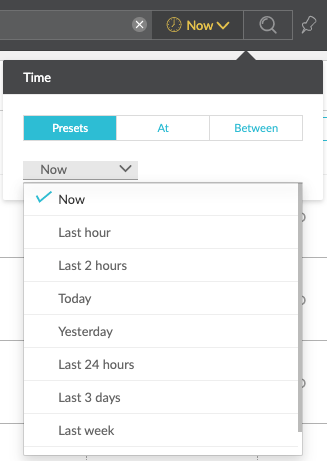 Now
Time
Presets At Between
Now
Now
Last hour
Last 2 hours
Today
Yesterday
Last 24 hours
Last 3 days
Last week